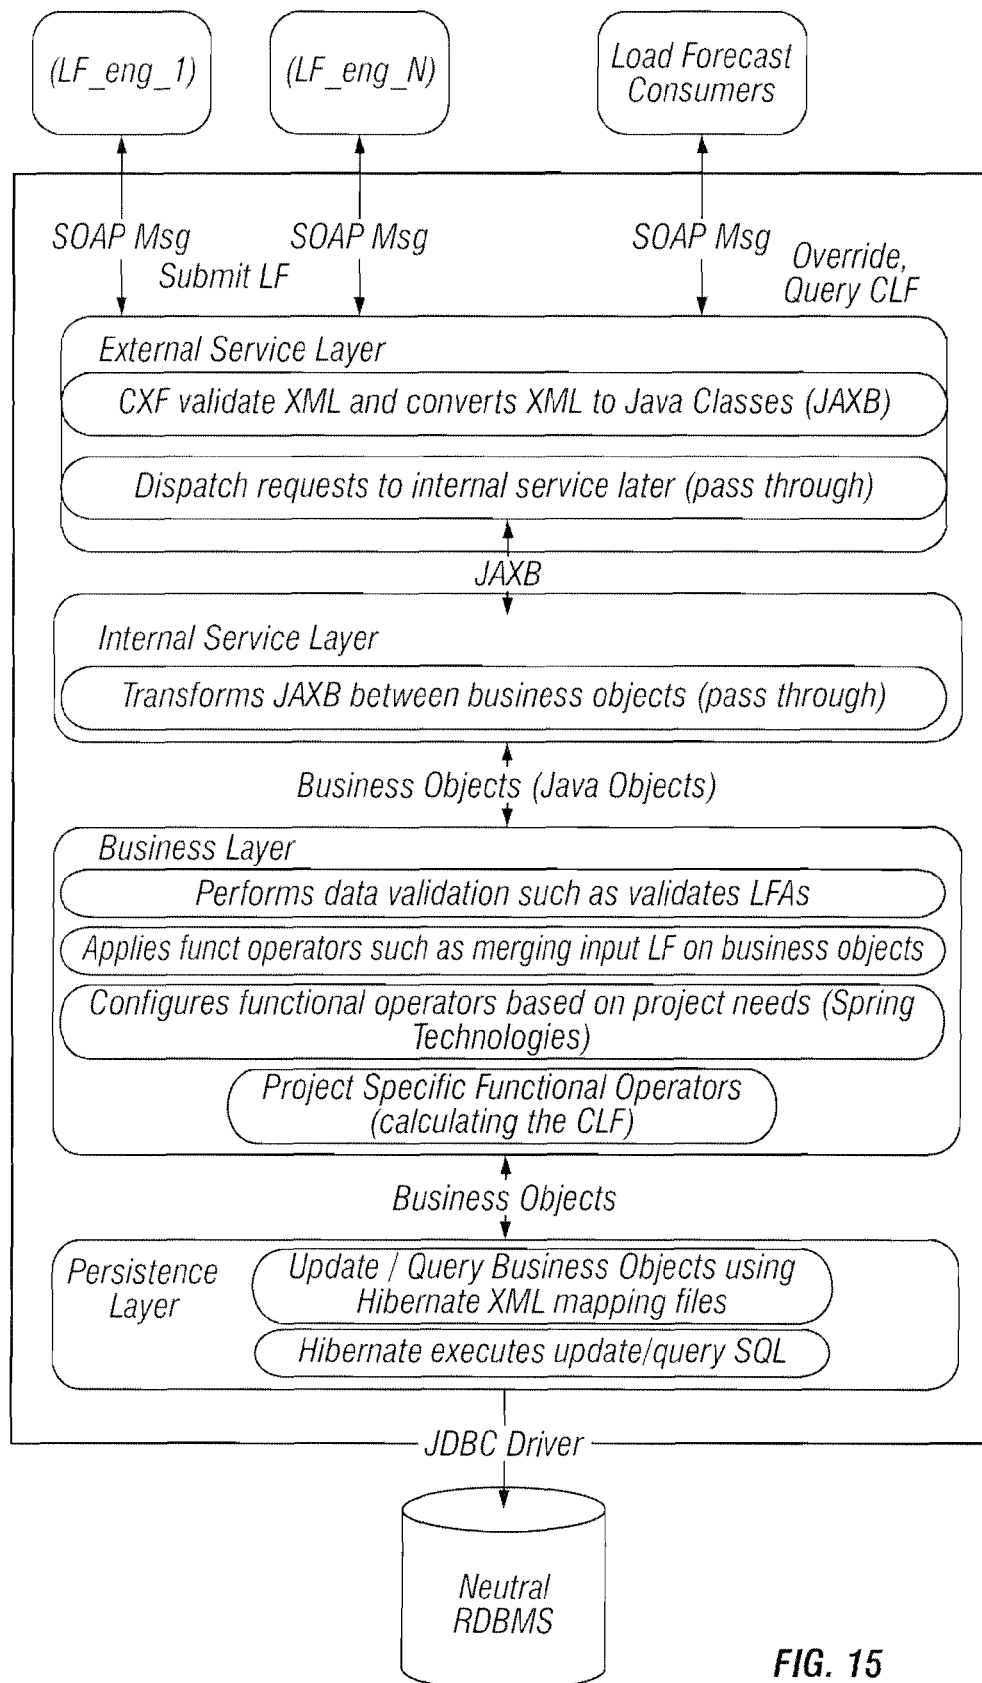 (LF_eng_1)
(LF_eng_N)
Load Forecast
Consumers
SOAP Msg
SOAP Msg
SOAP Msg
Submit LF
Override,
Query CLF
External Service Layer
CXF validate XML and converts XML to Java Classes (JAXB)
Dispatch requests to internal service later (pass through)
JAXB
Internal Service Layer
Transforms JAXB between business objects (pass through)
Business Objects (Java Objects)
Business Layer
Performs data validation such as validates LFAs
Applies funct operators such as merging input LF on business objects
Configures functional operators based on project needs (Spring
Technologies)
Project Specific Functional Operators
(calculating the CLF)
Business Objects
Persistence
Layer
Update / Query Business Objects using
Hibernate XML mapping files
Hibernate executes update/query SQL
JDBC Driver
Neutral
RDBMS
FIG. 15